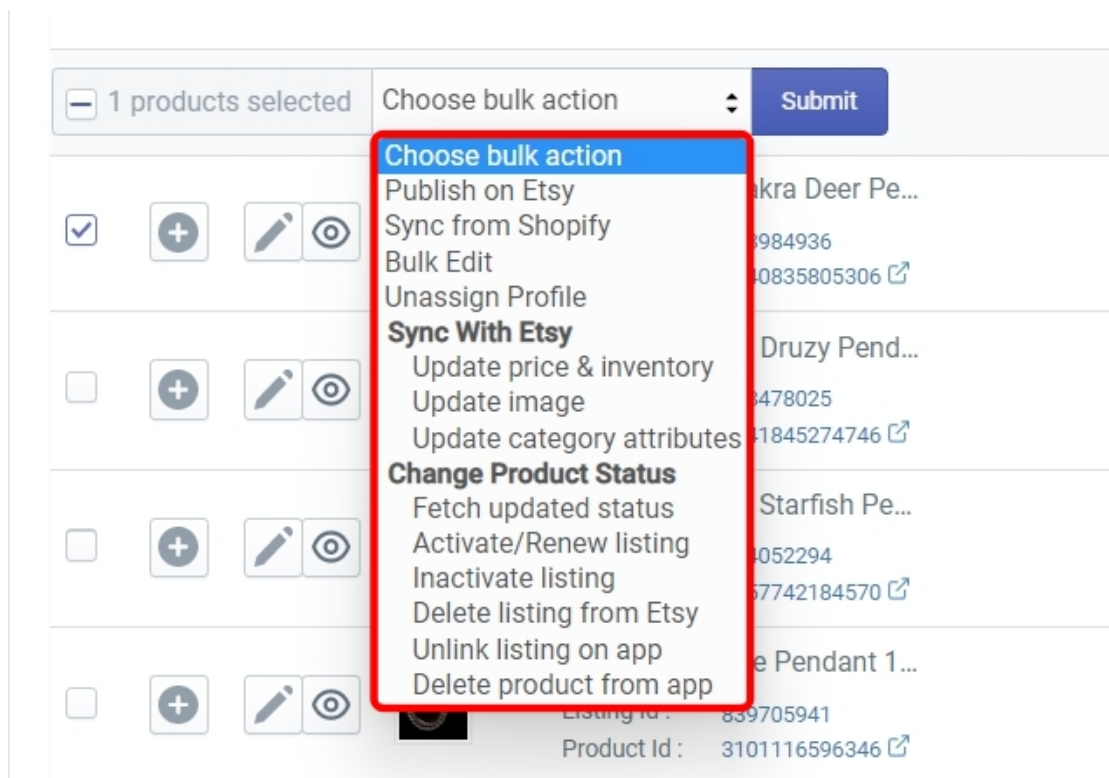 1 products selected
Choose bulk action
Submit
Choose bulk action
Publish on Etsy
Sync from Shopify
Bulk Edit
Unassign Profile
Sync With Etsy
Update price & inventory
Update image
Update category attributes
Change Product Status
Fetch updated status
Activate/Renew listing
Inactivate listing
Delete listing from Etsy
Unlink listing on app
Delete product from app
Deer Pe...
Druzy Pend...
Starfish Pe...
Pendant 1...
Listing Id : 839705941
Product Id : 3101116596346